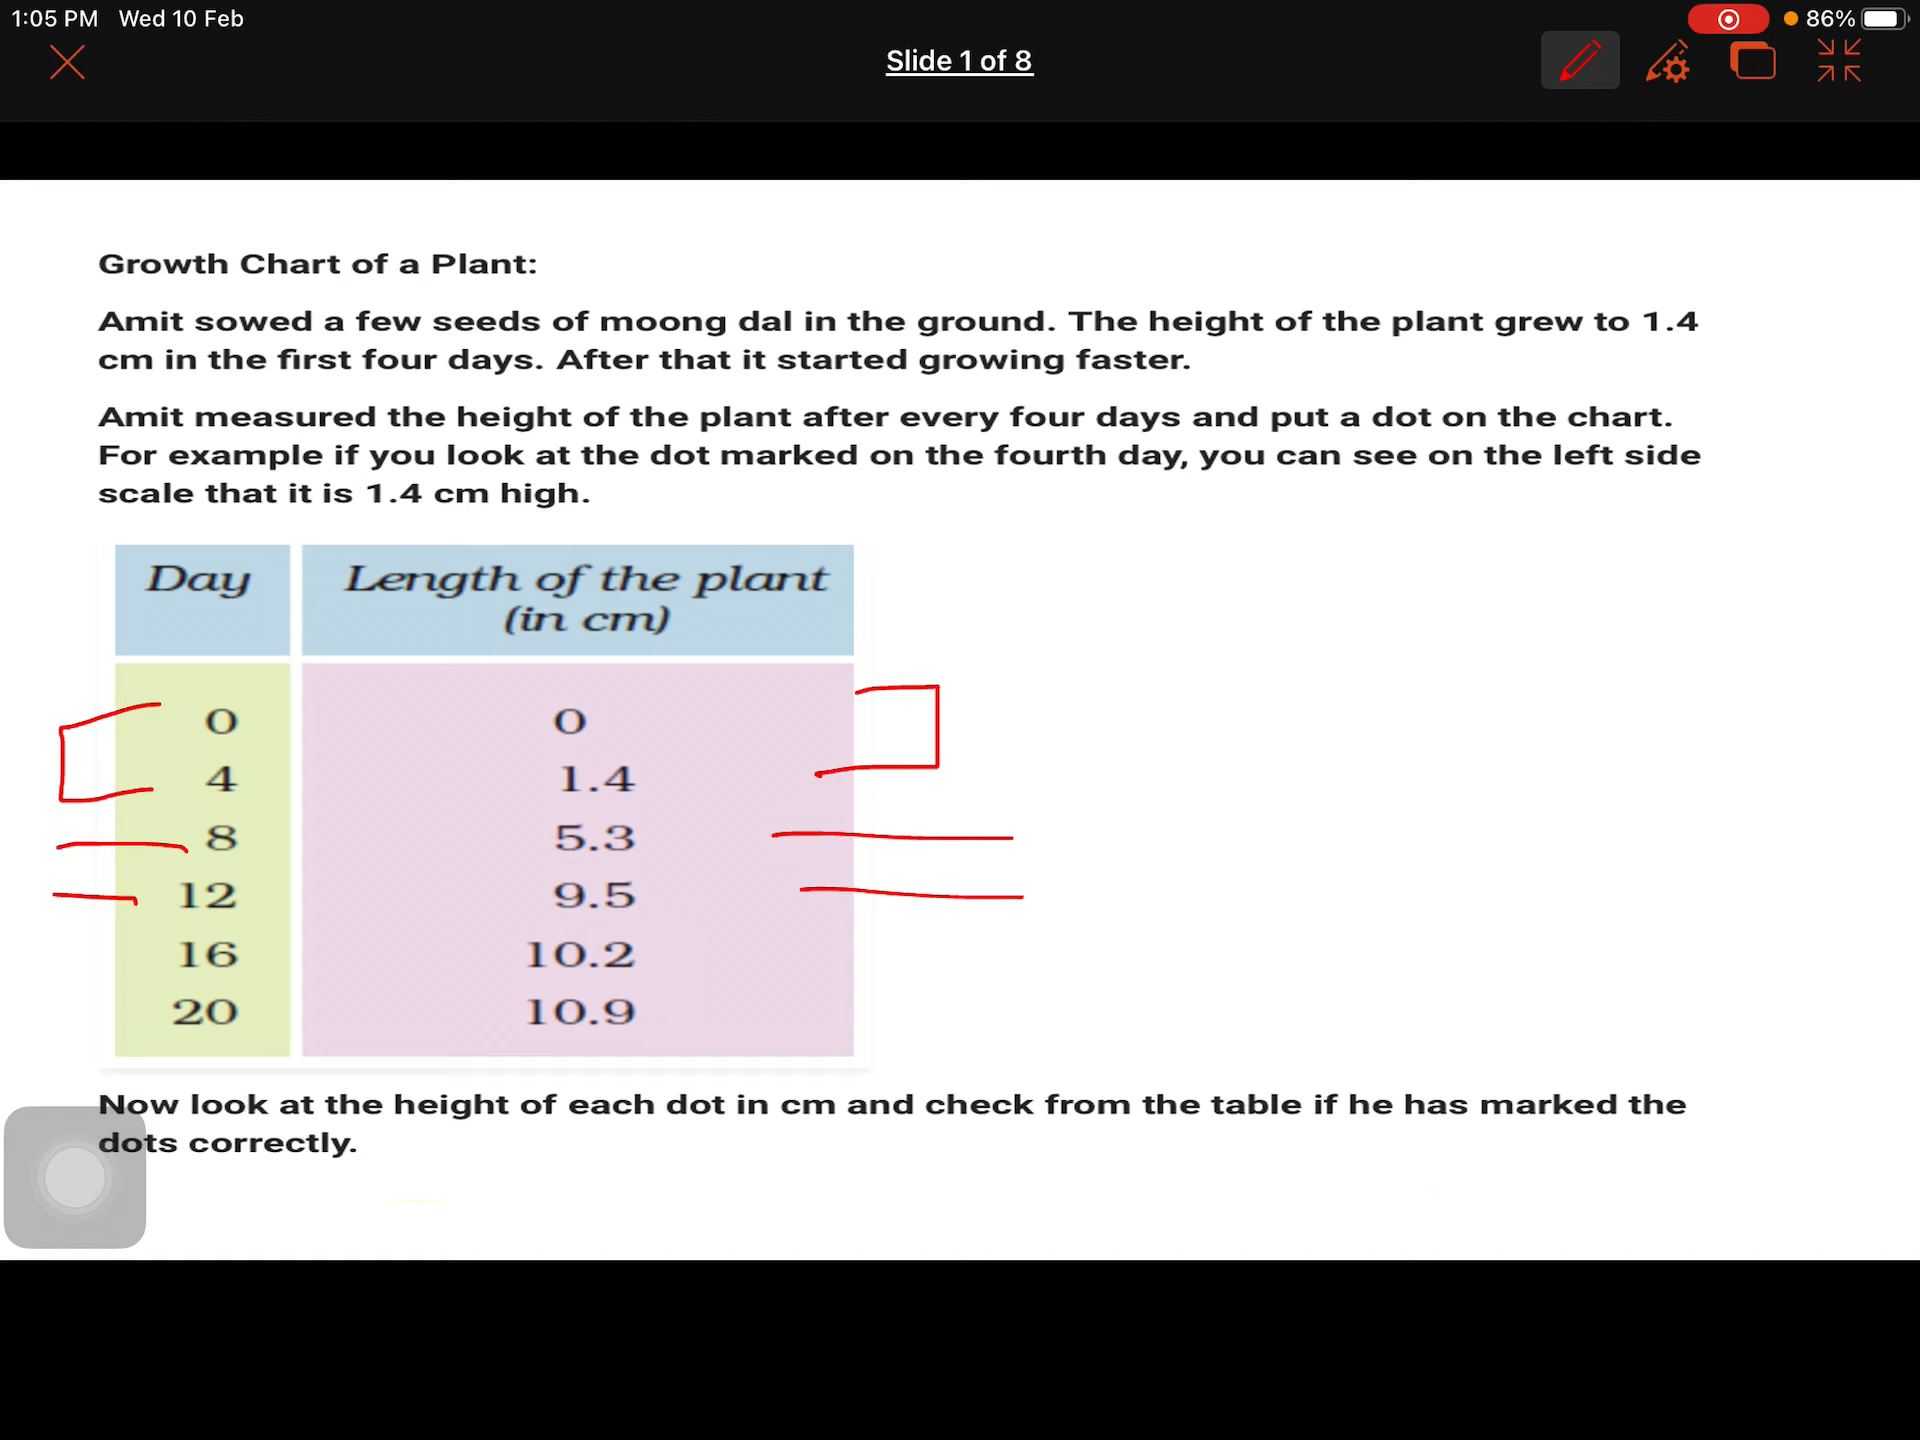 1:05 PM Wed 10 Feb
86%
Slide 1 of 8
Growth Chart of a Plant:
Amit sowed a few seeds of moong dal in the ground. The height of the plant grew to 1.4
cm in the first four days. After that it started growing faster.
Amit measured the height of the plant after every four days and put a dot on the chart.
For example if you look at the dot marked on the fourth day, you can see on the left side
scale that it is 1.4 cm high.
Day Length of the plant
(in cm)
0 0
4 1.4
8 5.3
12 9.5
16 10.2
20 10.9
Now look at the height of each dot in cm and check from the table if he has marked the
dots correctly.